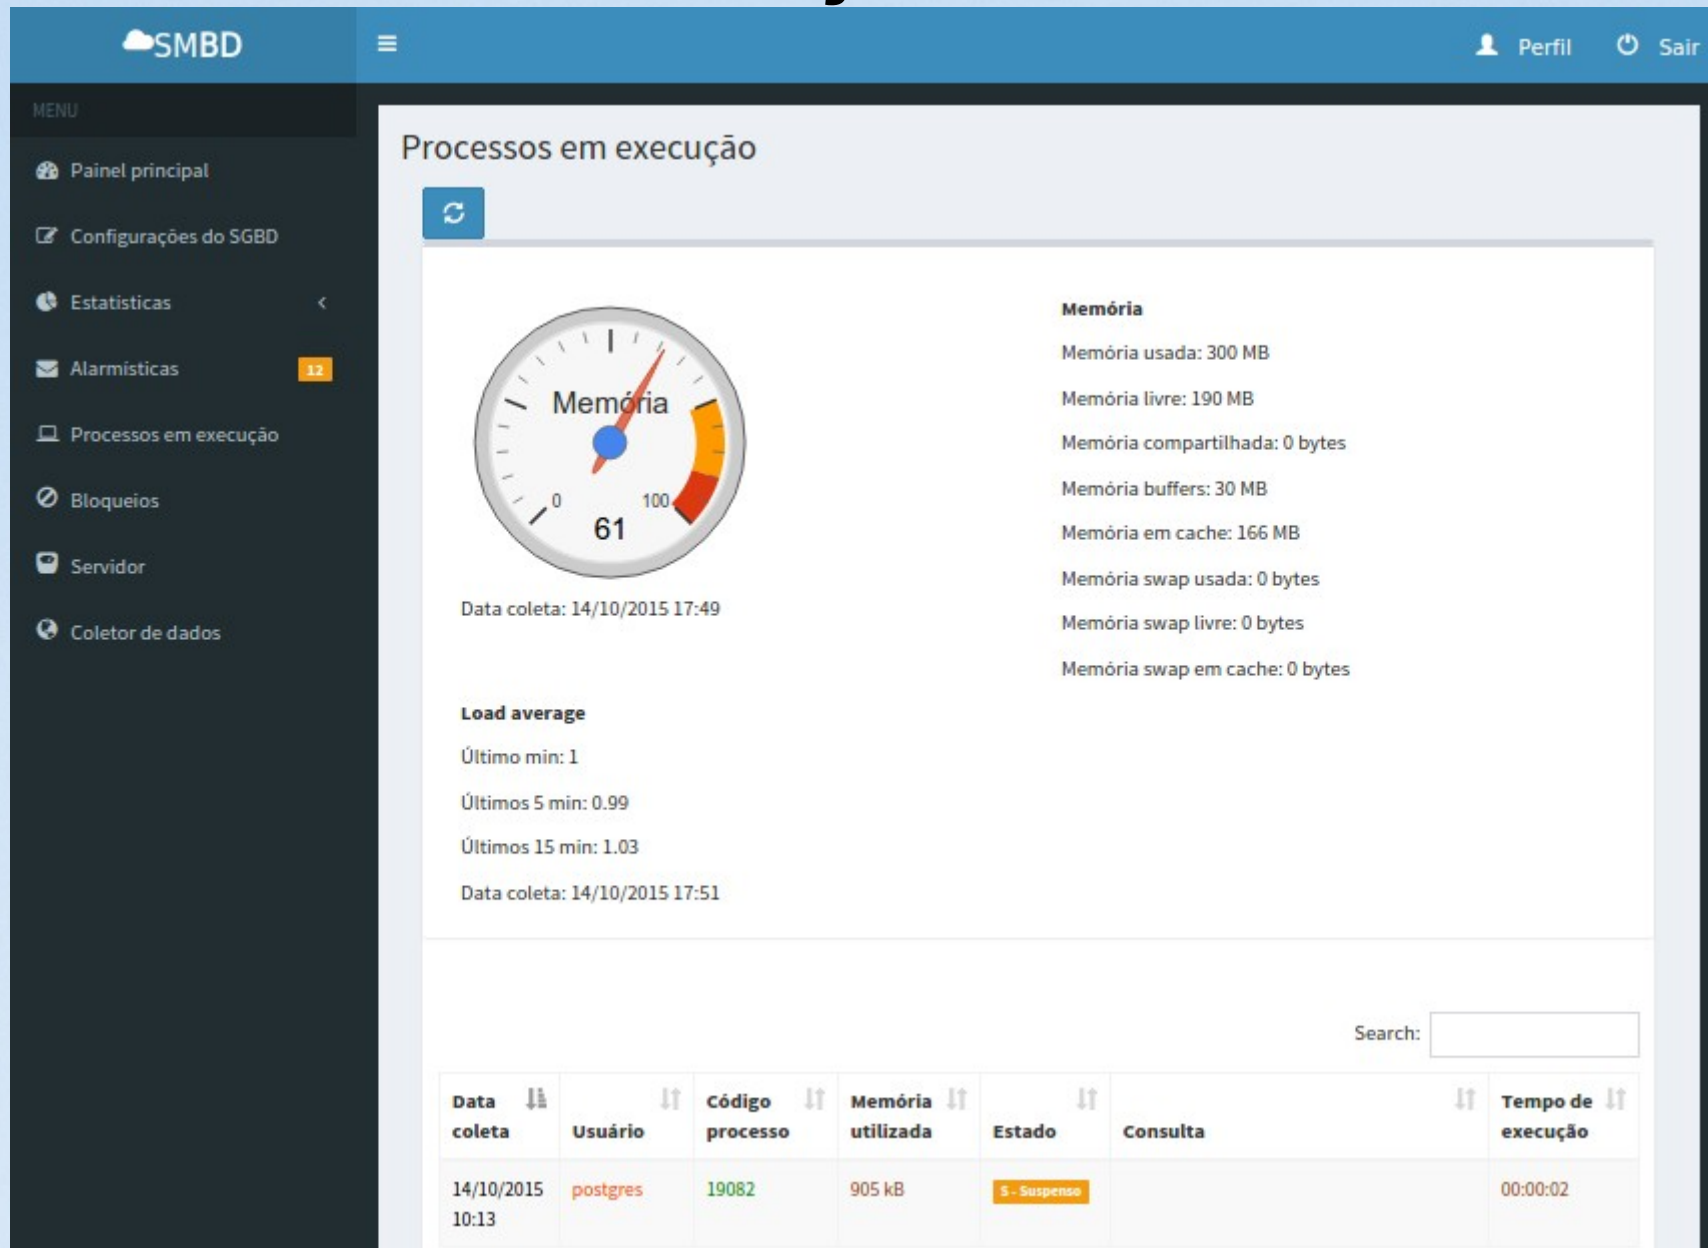 SMBD
Perfil
Sair
MENU
Painel principal
Configurações do SGBD
Estatísticas
Alarmísticas 12
Processos em execução
Bloqueios
Servidor
Coletor de dados
Processos em execução
Memória
0 100
61
Data coleta: 14/10/2015 17:49
Memória
Memória usada: 300 MB
Memória livre: 190 MB
Memória compartilhada: 0 bytes
Memória buffers: 30 MB
Memória em cache: 166 MB
Memória swap usada: 0 bytes
Memória swap livre: 0 bytes
Memória swap em cache: 0 bytes
Load average
Último min: 1
Últimos 5 min: 0.99
Últimos 15 min: 1.03
Data coleta: 14/10/2015 17:51
Search:
Data coleta
Usuário
Código processo
Memória utilizada
Estado
Consulta
Tempo de execução
14/10/2015 10:13
postgres
19082
905 kB
S - Suspenso
00:00:02